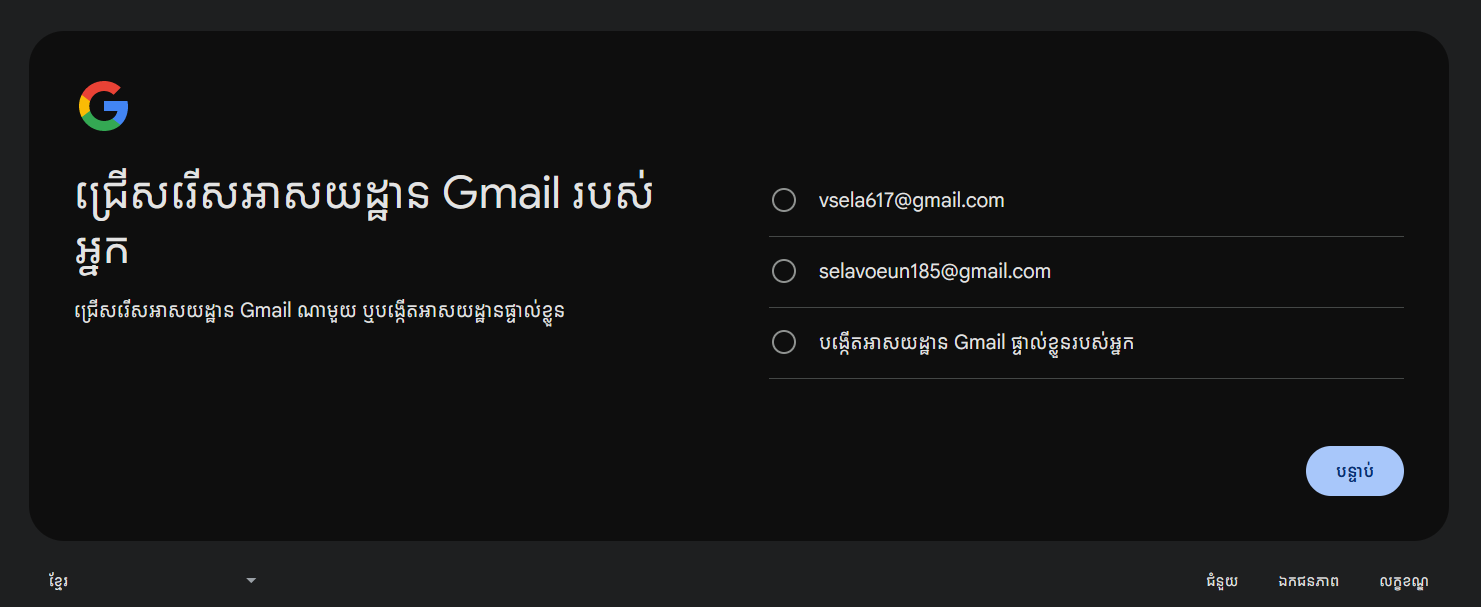 ជ្រើសរើសអាសយដ្ឋាន Gmail របស់
អ្នក
ជ្រើសរើសអាសយដ្ឋាន Gmail ណាមួយ ឬបង្កើតអាសយដ្ឋានផ្ទាល់ខ្លួន
vsela617@gmail.com
selavoeun185@gmail.com
បង្កើតអាសយដ្ឋាន Gmail ផ្ទាល់ខ្លួនរបស់អ្នក
បន្ទាប់
ខ្មែរ
ជំនួយ
ឯកជនភាព
លក្ខខណ្ឌ